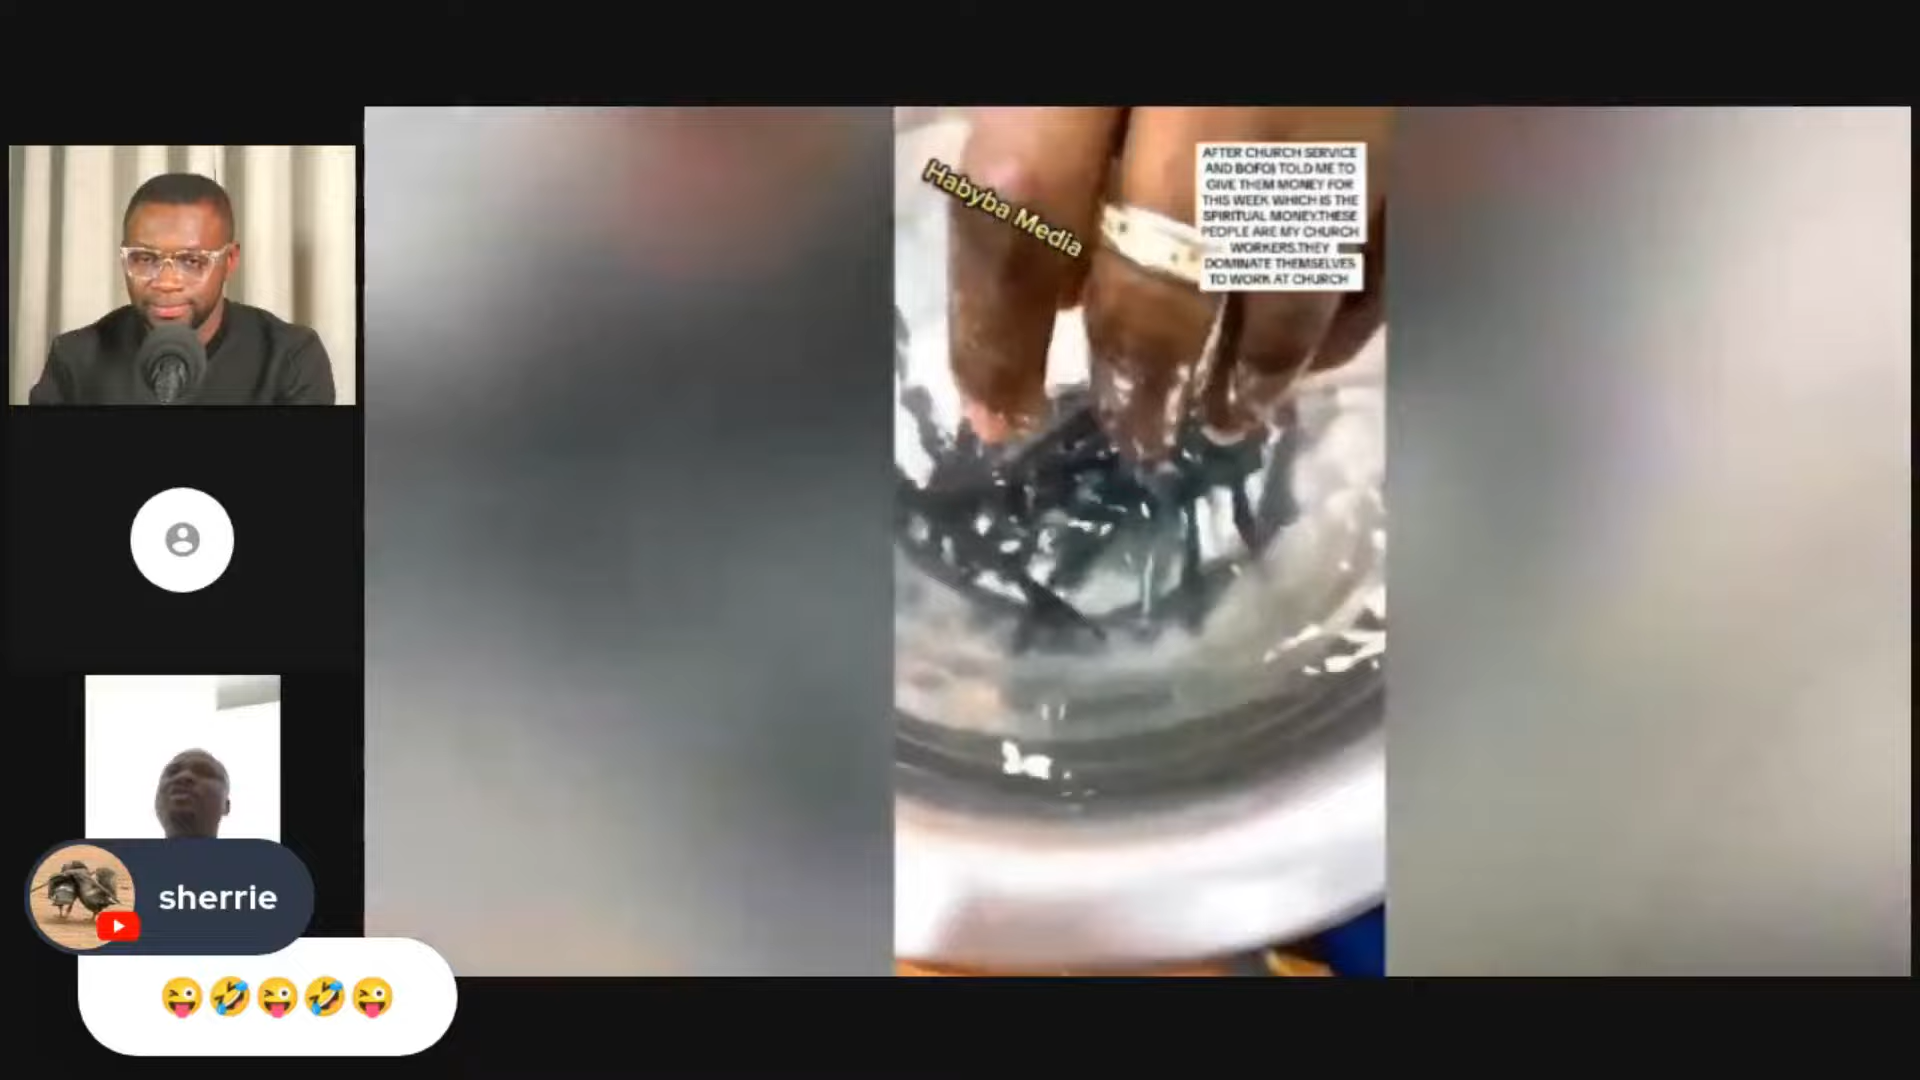 Habyba Media
AFTER CHURCH SERVICE
AND BOFO) TOLD ME TO
GIVE THEM MONEY FOR
THIS WEEK WHICH IS THE
SPIRITUAL MONEY.THESE
PEOPLE ARE MY CHURCH
WORKERS.THEY
DOMINATE THEMSELVES
TO WORK AT CHURCH
sherrie